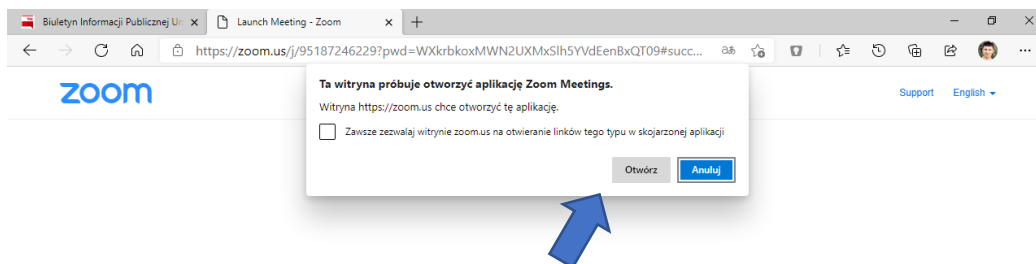 Biuletyn Informacji Publicznej Ur
Launch Meeting - Zoom
https://zoom.us/j/95187246229?pwd=WXkrbkoxMWN2UXMxSlh5YVdEenBxQT09#succ...
zoom
Support English
Ta witryna próbuje otworzyć aplikację Zoom Meetings.
Witryna https://zoom.us chce otworzyć tę aplikację.
Zawsze zezwalaj witrynie zoom.us na otwieranie linków tego typu w skojarzonej aplikacji
Otwórz Anuluj